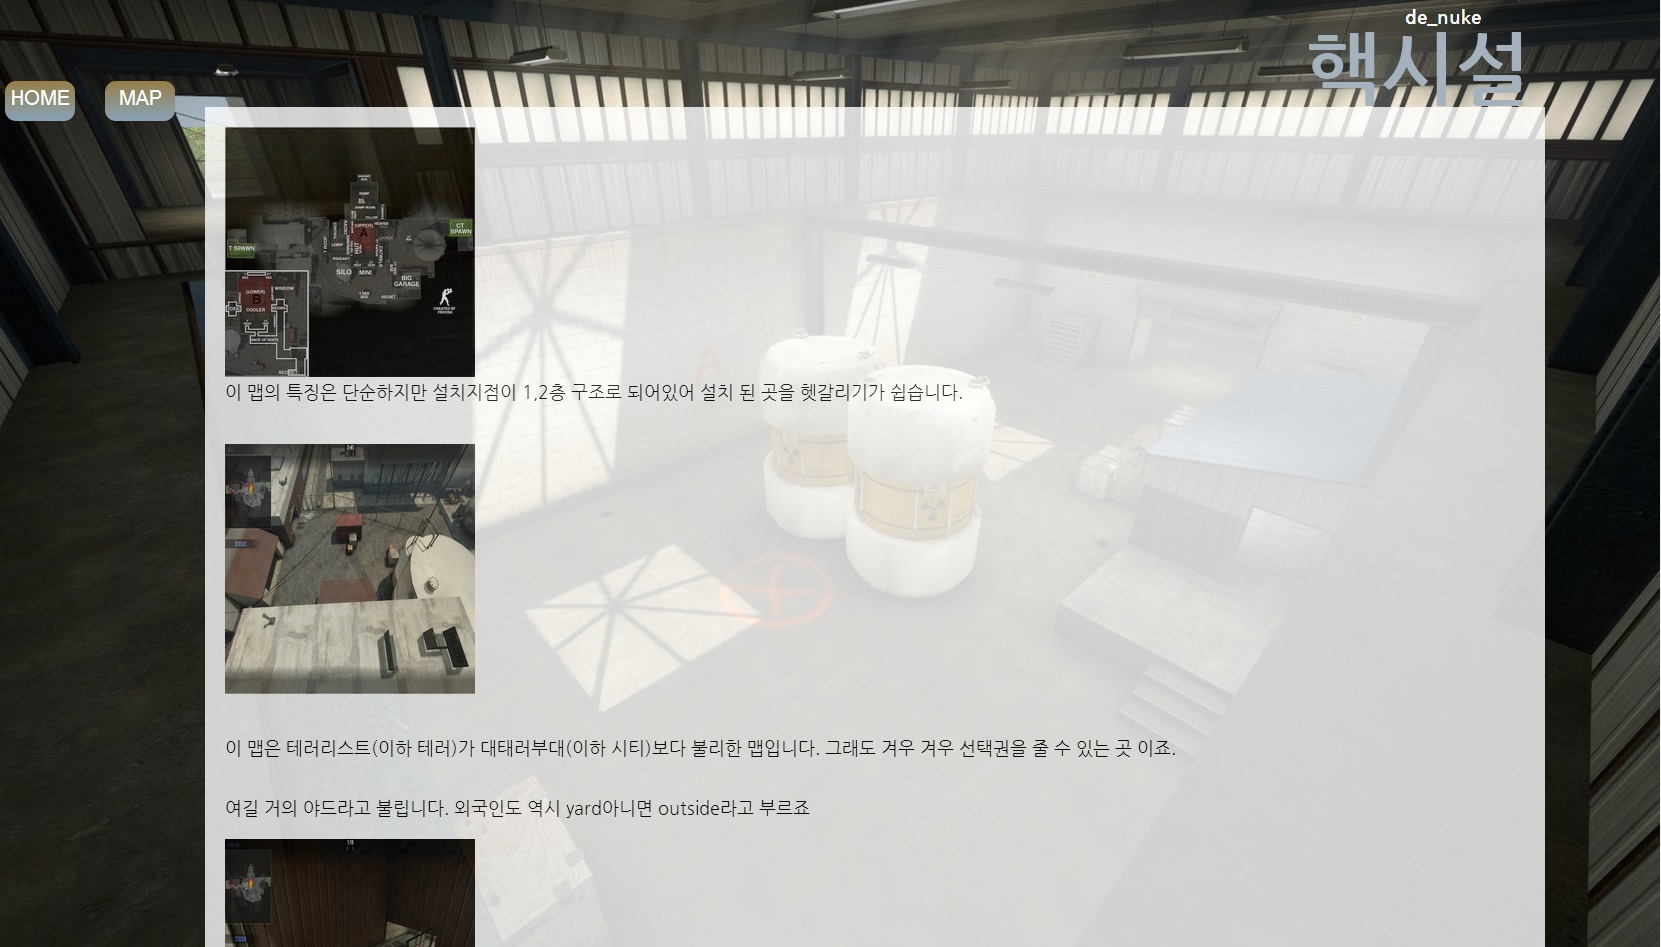 de_nuke
핵시설
HOME
MAP
T SPAWN
CT SPAWN
RAMP
HEAVEN
(UPPER)
A
LOBBY
HUT
SQUEAKY
SILO
MINI
CATWALK
BIG GARAGE
SECRET
CREATED BY
(LOWER)
B
WINDOW
COOLER
이 맵의 특징은 단순하지만 설치지점이 1,2층 구조로 되어있어 설치 된 곳을 헷갈리기가 쉽습니다.
이 맵은 테러리스트(이하 테러)가 대태러부대(이하 시티)보다 불리한 맵입니다. 그래도 겨우 겨우 선택권을 줄 수 있는 곳 이죠.
여길 거의 야드라고 불립니다. 외국인도 역시 yard아니면 outside라고 부르죠